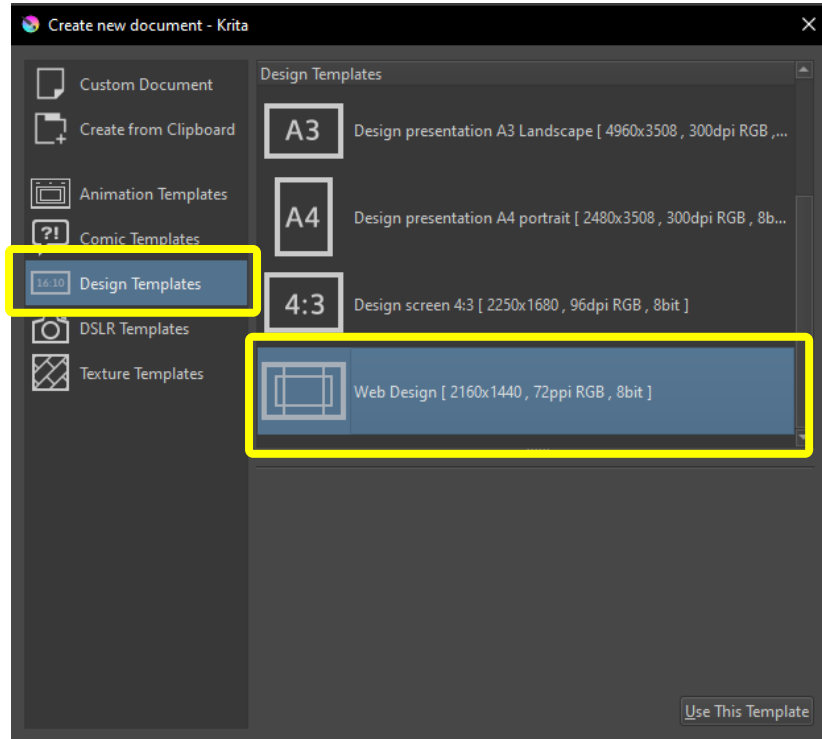 Create new document - Krita
Custom Document
Create from Clipboard
Animation Templates
?!
Comic Templates
16:10
Design Templates
DSLR Templates
Texture Templates
Design Templates
A3
Design presentation A3 Landscape [ 4960x3508 , 300dpi RGB ,...
A4
Design presentation A4 portrait [ 2480x3508 , 300dpi RGB , 8b...
4:3
Design screen 4:3 [ 2250x1680 , 96dpi RGB , 8bit ]
Web Design [ 2160x1440 , 72ppi RGB , 8bit ]
Use This Template